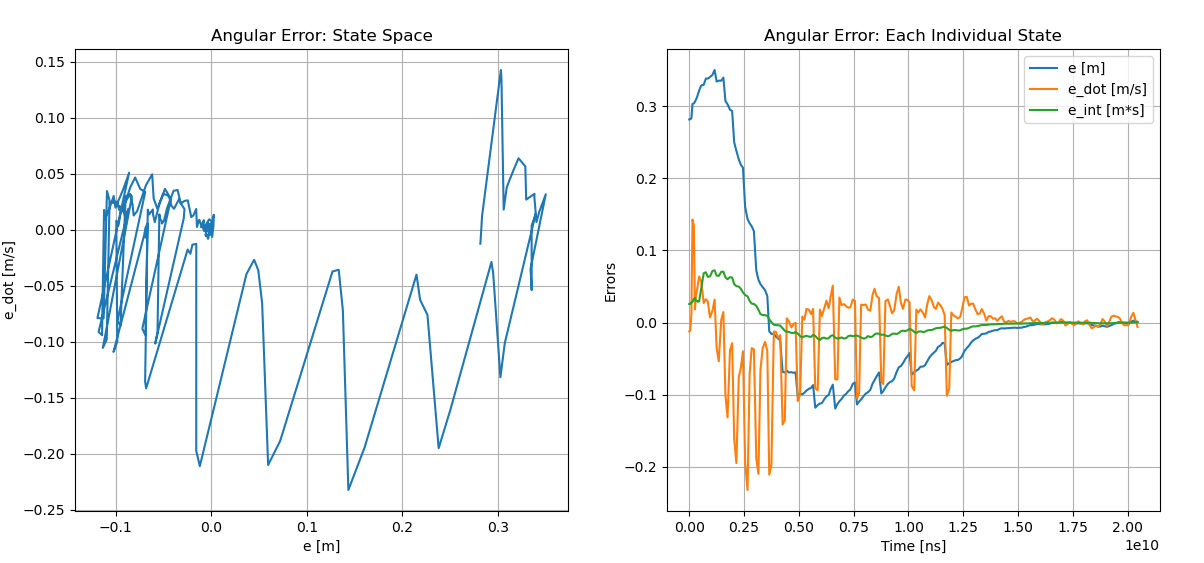 Angular Error: State Space
0.15
0.10
0.05
0.00
−0.05
−0.10
−0.15
−0.20
−0.25
e_dot [m/s]
−0.1
0.0
0.1
0.2
0.3
e [m]
Angular Error: Each Individual State
e [m]
e_dot [m/s]
e_int [m*s]
0.3
0.2
0.1
0.0
−0.1
−0.2
Errors
0.00
0.25
0.50
0.75
1.00
1.25
1.50
1.75
2.00
1e10
Time [ns]